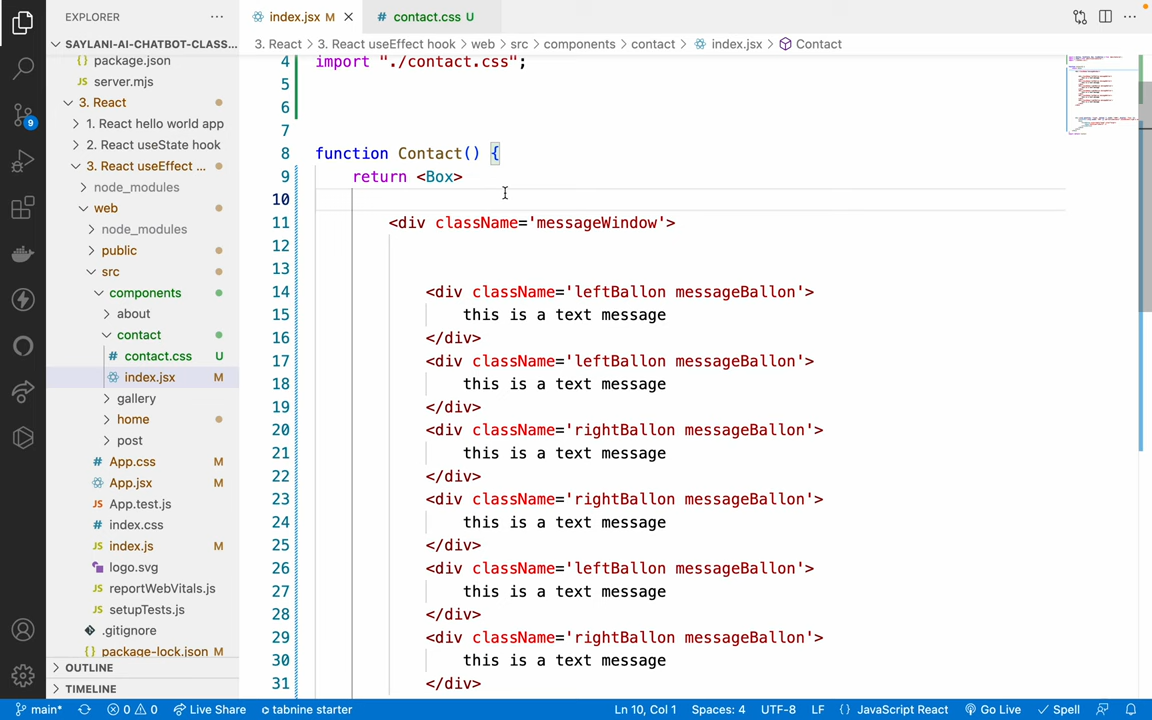 EXPLORER
SAYLANI-AI-CHATBOT-CLASS...
{} package.json
JS server.mjs
3. React
1. React hello world app
2. React useState hook
3. React useEffect ...
node_modules
web
node_modules
public
src
components
about
contact
# contact.css U
index.jsx M
gallery
home
post
# App.css M
App.jsx M
JS App.test.js
# index.css
JS index.js M
logo.svg
JS reportWebVitals.js
JS setupTests.js
.gitignore
{} package-lock.json M
OUTLINE
TIMELINE
9
index.jsx M
# contact.css U
3. React > 3. React useEffect hook > web > src > components > contact > index.jsx > Contact
4 import "./contact.css";
5
6
7
8 function Contact() {
9 return <Box>
10
11 <div className='messageWindow'>
12
13
14 <div className='leftBallon messageBallon'>
15 this is a text message
16 </div>
17 <div className='leftBallon messageBallon'>
18 this is a text message
19 </div>
20 <div className='rightBallon messageBallon'>
21 this is a text message
22 </div>
23 <div className='rightBallon messageBallon'>
24 this is a text message
25 </div>
26 <div className='leftBallon messageBallon'>
27 this is a text message
28 </div>
29 <div className='rightBallon messageBallon'>
30 this is a text message
31 </div>
main* 0 0 Live Share tabnine starter Ln 10, Col 1 Spaces: 4 UTF-8 LF {} JavaScript React Go Live Spell